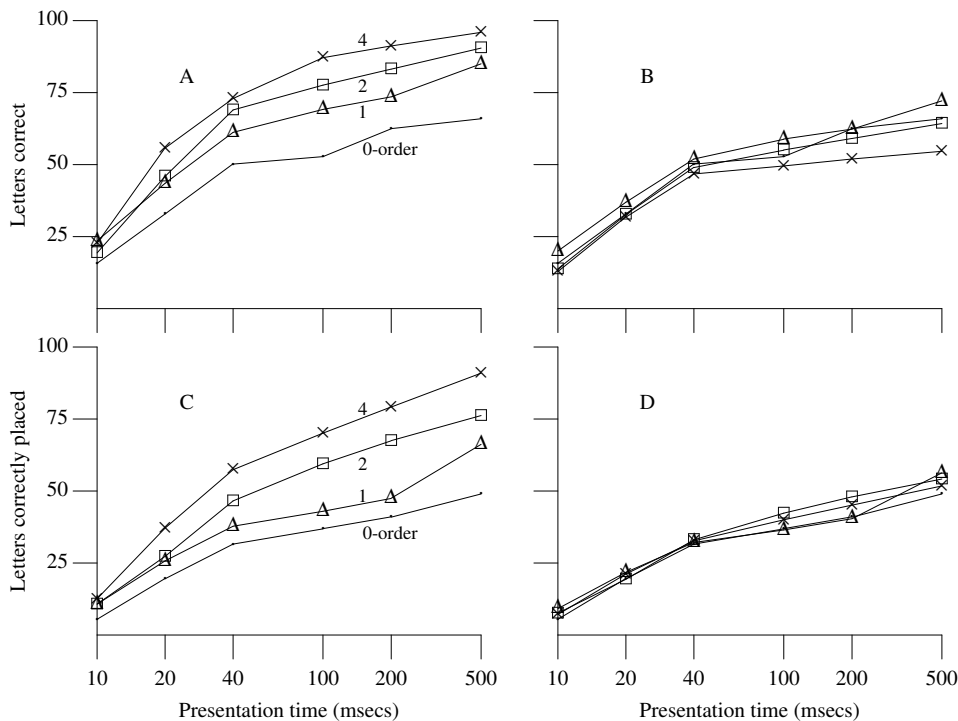 100
75
50
25
Letters correct
A
4
2
1
0-order
B
100
75
50
25
Letters correctly placed
C
4
2
1
0-order
D
10 20 40 100 200 500
Presentation time (msecs)
10 20 40 100 200 500
Presentation time (msecs)